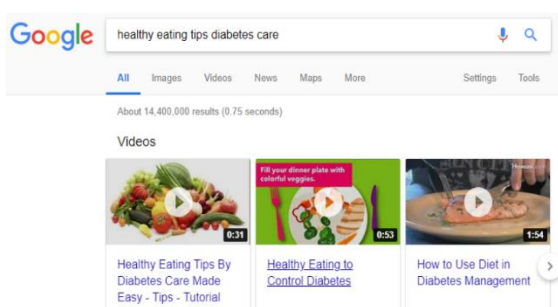 Google healthy eating tips diabetes care
All Images Videos News Maps More Settings Tools
About 14,400,000 results (0.75 seconds)
Videos
0:31
Fill your dinner plate with
colorful veggies.
0:53
1:54
Healthy Eating Tips By
Diabetes Care Made
Easy - Tips - Tutorial
Healthy Eating to
Control Diabetes
How to Use Diet in
Diabetes Management